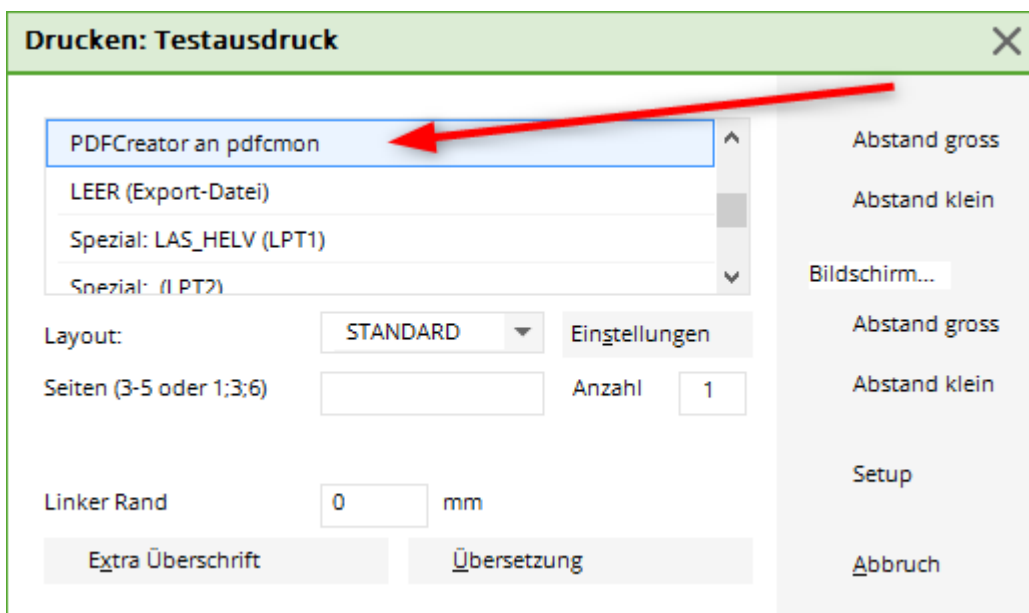 Drucken: Testausdruck
PDFCreator an pdfcmon
LEER (Export-Datei)
Spezial: LAS_HELV (LPT1)
Spezial: (LPT2)
Layout:
STANDARD
Einstellungen
Seiten (3-5 oder 1;3;6)
Anzahl
1
Linker Rand
0
mm
Extra Überschrift
Übersetzung
Abstand gross
Abstand klein
Bildschirm...
Abstand gross
Abstand klein
Setup
Abbruch